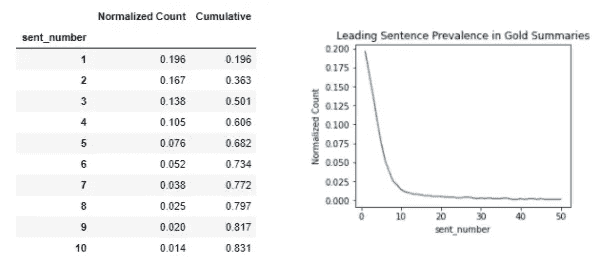 Normalized Count Cumulative
sent_number
1 0.196 0.196
2 0.167 0.363
3 0.138 0.501
4 0.105 0.606
5 0.076 0.682
6 0.052 0.734
7 0.038 0.772
8 0.025 0.797
9 0.020 0.817
10 0.014 0.831
Leading Sentence Prevalence in Gold Summaries
Normalized Count
0.200
0.175
0.150
0.125
0.100
0.075
0.050
0.025
0.000
0 10 20 30 40 50
sent_number